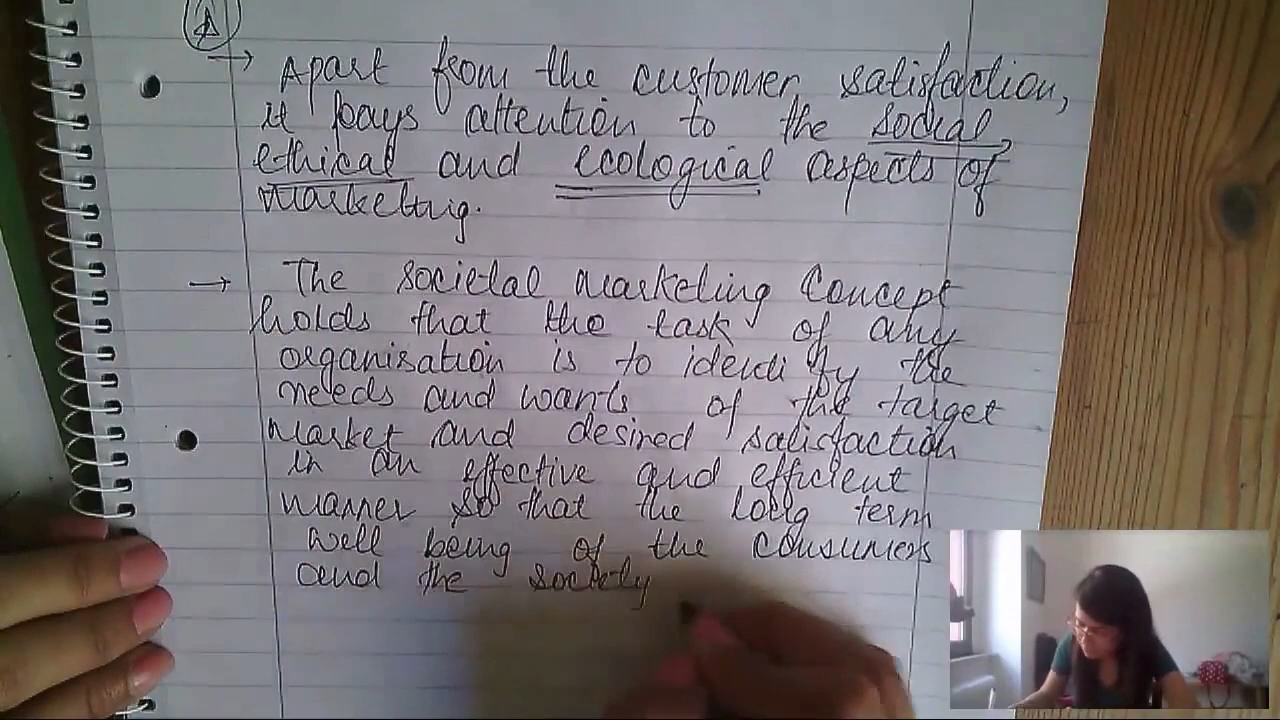 A
→ Apart from the customer satisfaction,
it pays attention to the social,
ethical and ecological aspects of
marketing.
→ The societal marketing Concept
holds that the task of any
organisation is to identify the
needs and wants of the target
market and desired satisfaction
in an effective and efficient
manner so that the long term
well being of the consumers
and the society